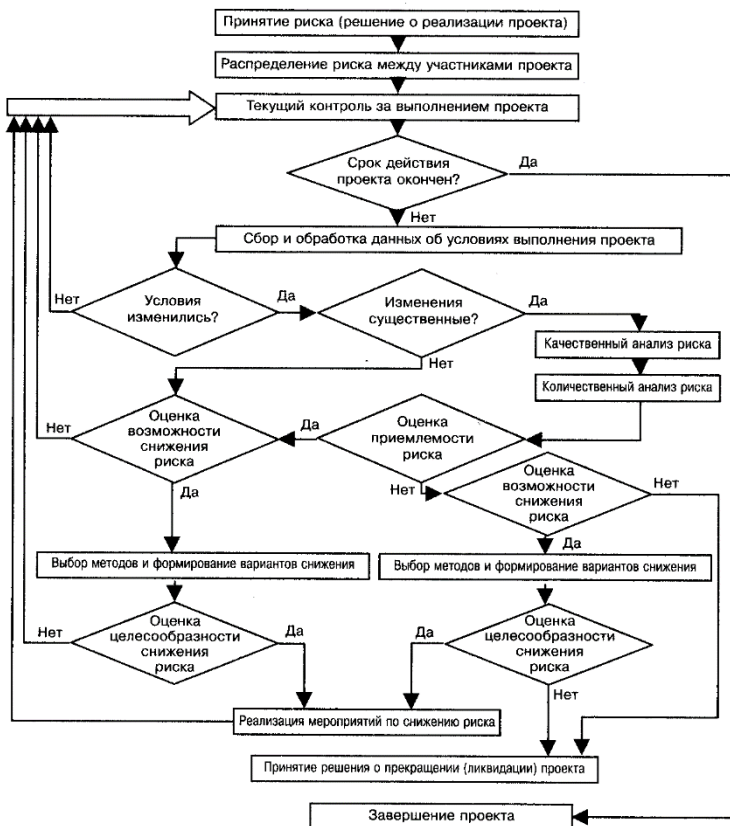 Принятие риска (решение о реализации проекта)
Распределение риска между участниками проекта
Текущий контроль за выполнением проекта
Срок действия
проекта окончен?
Да
Нет
Сбор и обработка данных об условиях выполнения проекта
Нет
Условия
изменились?
Да
Изменения
существенные?
Да
Качественный анализ риска
Нет
Количественный анализ риска
Нет
Оценка
возможности
снижения
риска
Да
Оценка
приемлемости
риска
Нет
Оценка
возможности
снижения
риска
Нет
Да
Да
Выбор методов и формирование вариантов снижения
Выбор методов и формирование вариантов снижения
Нет
Оценка
целесообразности
снижения
риска
Да
Да
Оценка
целесообразности
снижения
риска
Нет
Реализация мероприятий по снижению риска
Принятие решения о прекращении (ликвидации) проекта
Завершение проекта